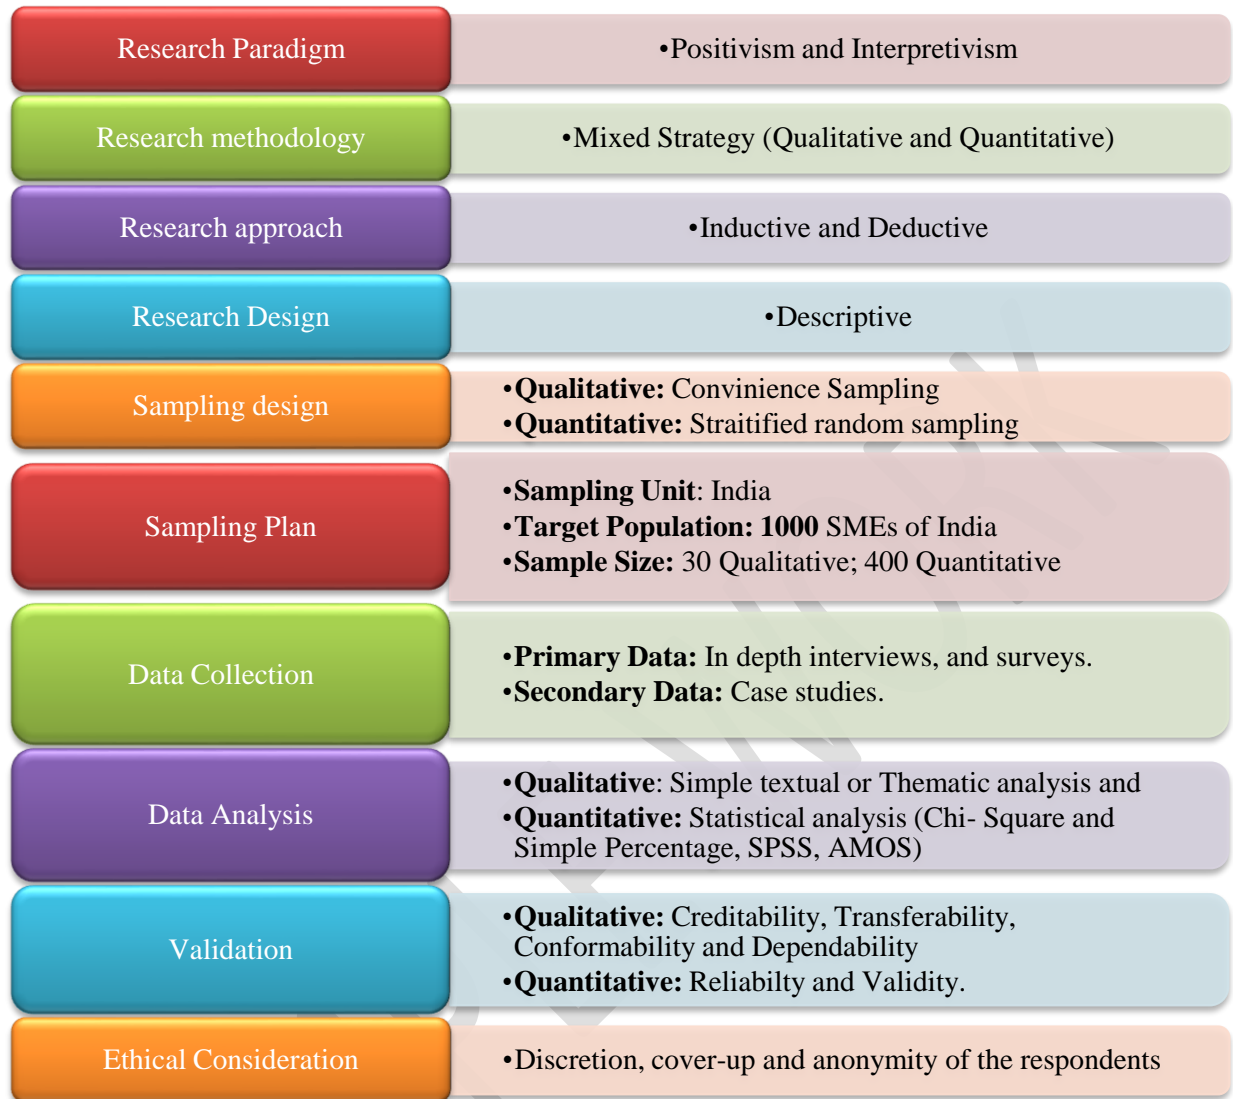 Research Paradigm
•Positivism and Interpretivism
Research methodology
•Mixed Strategy (Qualitative and Quantitative)
Research approach
•Inductive and Deductive
Research Design
•Descriptive
Sampling design
•Qualitative: Convinience Sampling
•Quantitative: Straitified random sampling
Sampling Plan
•Sampling Unit: India
•Target Population: 1000 SMEs of India
•Sample Size: 30 Qualitative; 400 Quantitative
Data Collection
•Primary Data: In depth interviews, and surveys.
•Secondary Data: Case studies.
Data Analysis
•Qualitative: Simple textual or Thematic analysis and
•Quantitative: Statistical analysis (Chi- Square and
Simple Percentage, SPSS, AMOS)
Validation
•Qualitative: Creditability, Transferability,
Conformability and Dependability
•Quantitative: Reliabilty and Validity.
Ethical Consideration
•Discretion, cover-up and anonymity of the respondents
WORK